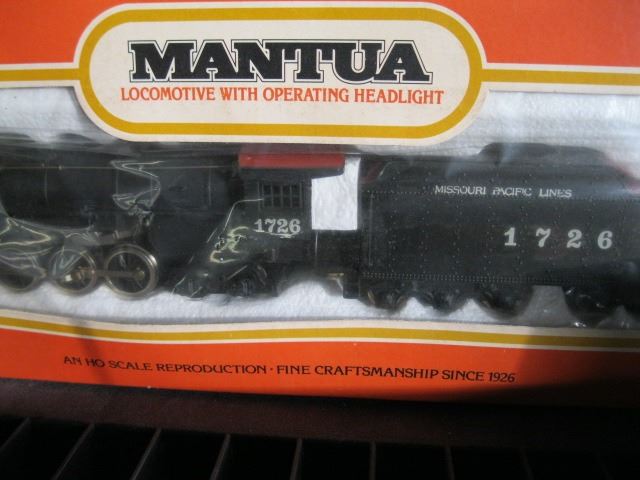 MANTUA
LOCOMOTIVE WITH OPERATING HEADLIGHT
MISSOURI PACIFIC LINES
1726
1726
AN HO SCALE REPRODUCTION · FINE CRAFTSMANSHIP SINCE 1926